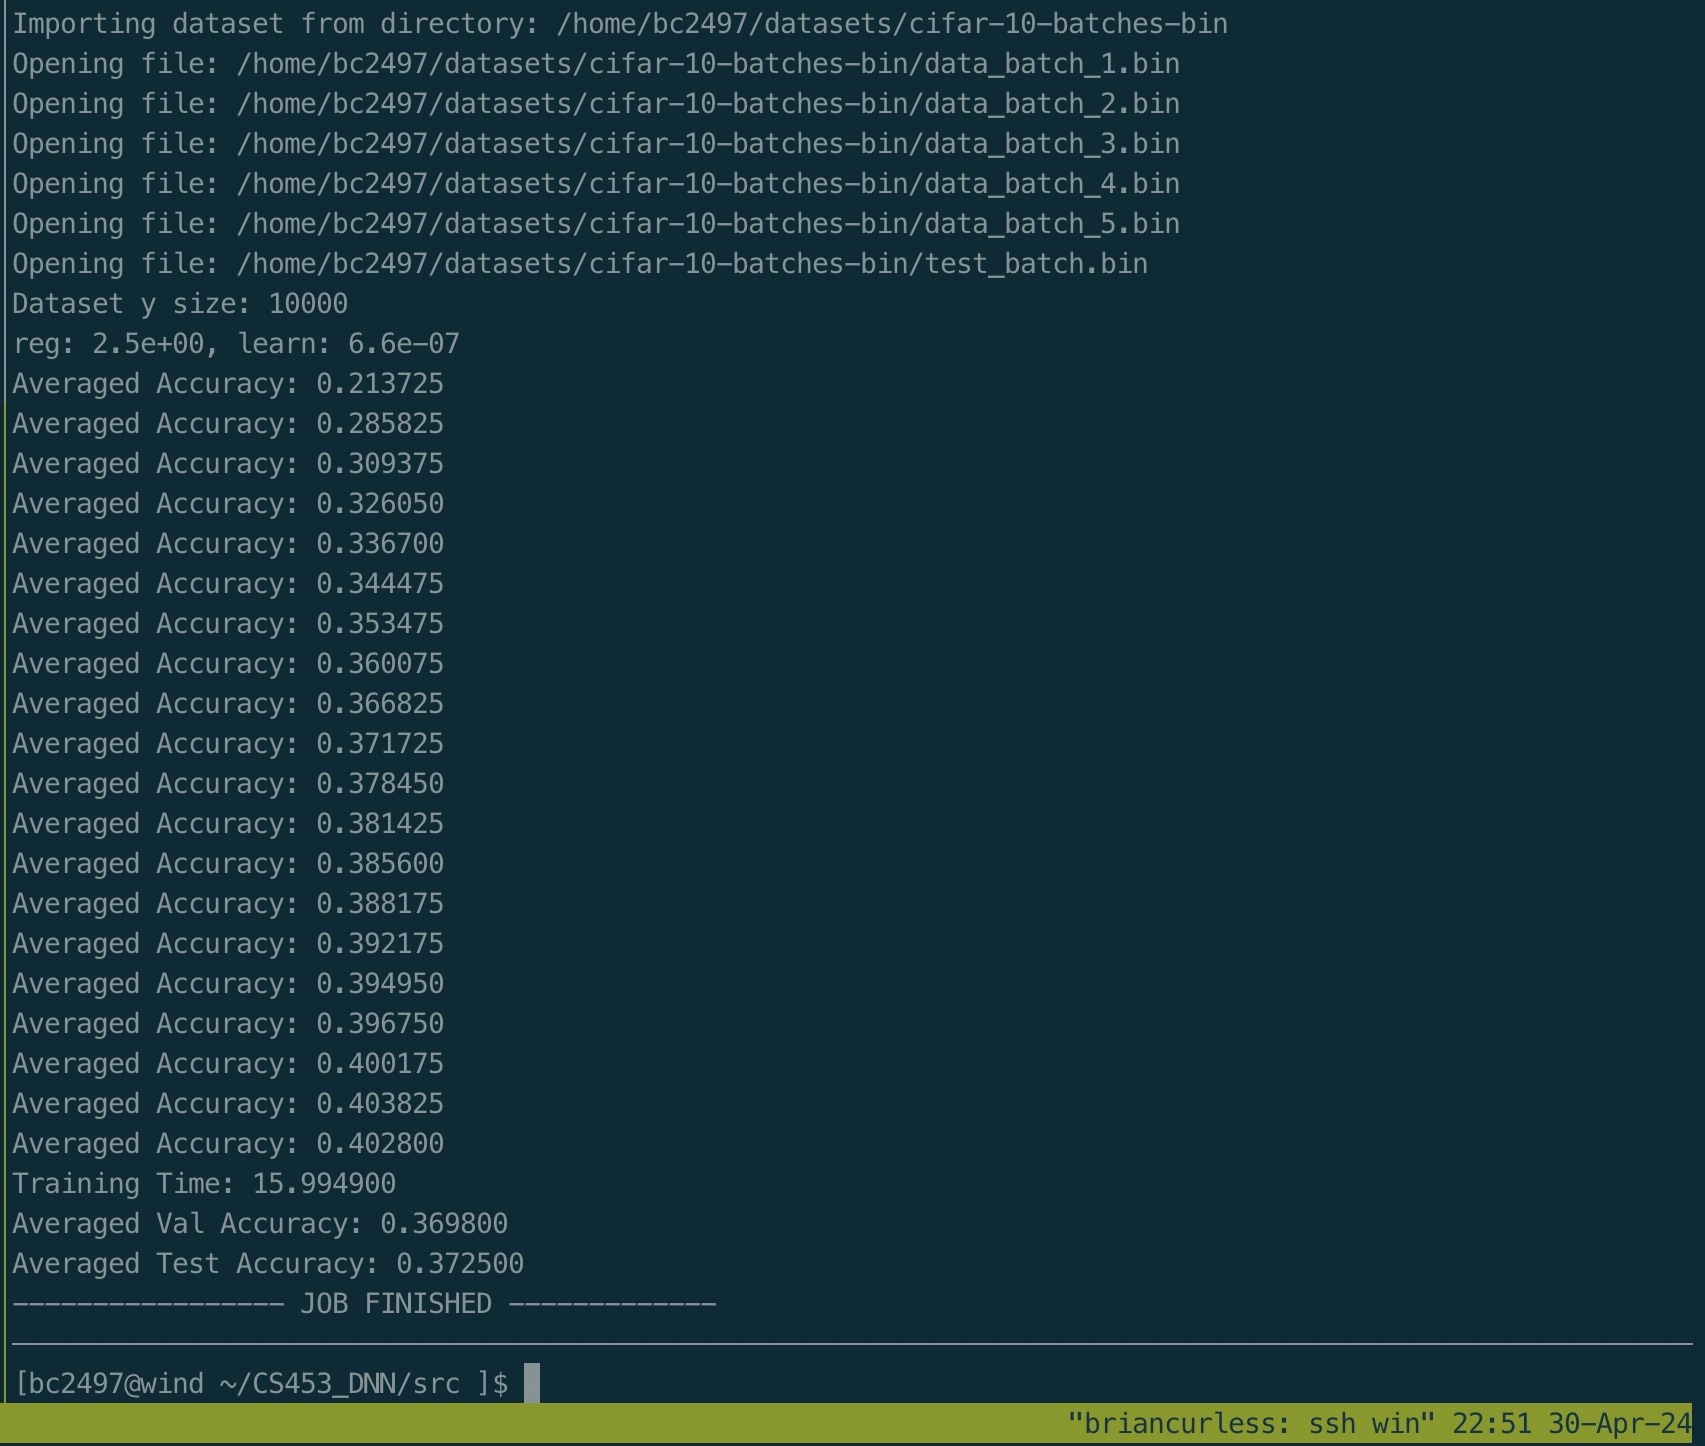 Importing dataset from directory: /home/bc2497/datasets/cifar-10-batches-bin
Opening file: /home/bc2497/datasets/cifar-10-batches-bin/data_batch_1.bin
Opening file: /home/bc2497/datasets/cifar-10-batches-bin/data_batch_2.bin
Opening file: /home/bc2497/datasets/cifar-10-batches-bin/data_batch_3.bin
Opening file: /home/bc2497/datasets/cifar-10-batches-bin/data_batch_4.bin
Opening file: /home/bc2497/datasets/cifar-10-batches-bin/data_batch_5.bin
Opening file: /home/bc2497/datasets/cifar-10-batches-bin/test_batch.bin
Dataset y size: 10000
reg: 2.5e+00, learn: 6.6e-07
Averaged Accuracy: 0.213725
Averaged Accuracy: 0.285825
Averaged Accuracy: 0.309375
Averaged Accuracy: 0.326050
Averaged Accuracy: 0.336700
Averaged Accuracy: 0.344475
Averaged Accuracy: 0.353475
Averaged Accuracy: 0.360075
Averaged Accuracy: 0.366825
Averaged Accuracy: 0.371725
Averaged Accuracy: 0.378450
Averaged Accuracy: 0.381425
Averaged Accuracy: 0.385600
Averaged Accuracy: 0.388175
Averaged Accuracy: 0.392175
Averaged Accuracy: 0.394950
Averaged Accuracy: 0.396750
Averaged Accuracy: 0.400175
Averaged Accuracy: 0.403825
Averaged Accuracy: 0.402800
Training Time: 15.994900
Averaged Val Accuracy: 0.369800
Averaged Test Accuracy: 0.372500
----------------- JOB FINISHED -------------
[bc2497@wind ~/CS453_DNN/src ]$
"briancurless: ssh win" 22:51 30-Apr-24